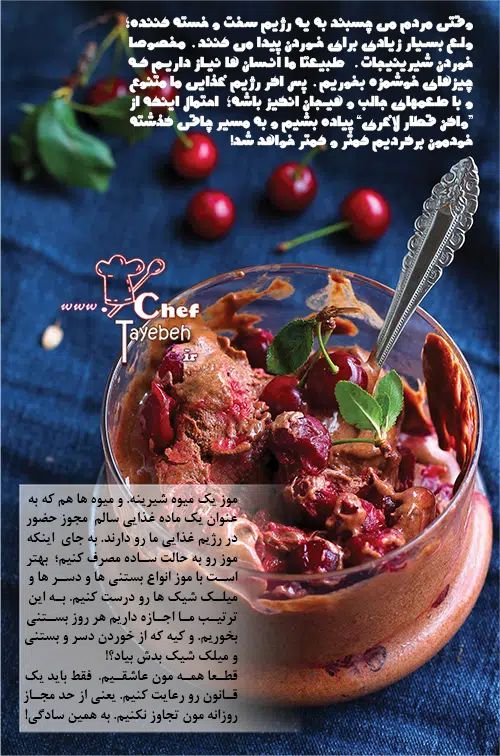 وقتی مردم می چسبند به یه رژیم سفت و خسته کننده؛
ولع بسیار زیادی برای خوردن پیدا می کنند. مخصوصا
خوردن شیرینیجات. طبیعتا ما انسان ها نیاز داریم که
چیزهای خوشمزه بخوریم. پس اگر رژیم غذایی ما متنوع
و با طعمهای جالب و هیجان انگیز باشه؛ احتمال اینکه از
"واگن قطار لاغری" پیاده بشیم و به مسیر چاقی گذشته
خودمون برگردیم کمتر و کمتر خواهد شد!
www.
Chef
Tayebeh
ir
موز یک میوه شیرینه. و میوه ها هم که به
عنوان یک ماده غذایی سالم مجوز حضور
در رژیم غذایی ما رو دارند. به جای اینکه
موز رو به حالت ساده مصرف کنیم؛ بهتر
است با موز انواع بستنی ها و دسر ها و
میلک شیک ها رو درست کنیم. به این
ترتیب ما اجازه داریم هر روز بستنی
بخوریم. و کیه که از خوردن دسر و بستنی
و میلک شیک بدش بیاد؟!
قطعا همه مون عاشقیم. فقط باید یک
قانون رو رعایت کنیم. یعنی از حد مجاز
روزانه مون تجاوز نکنیم. به همین سادگی!